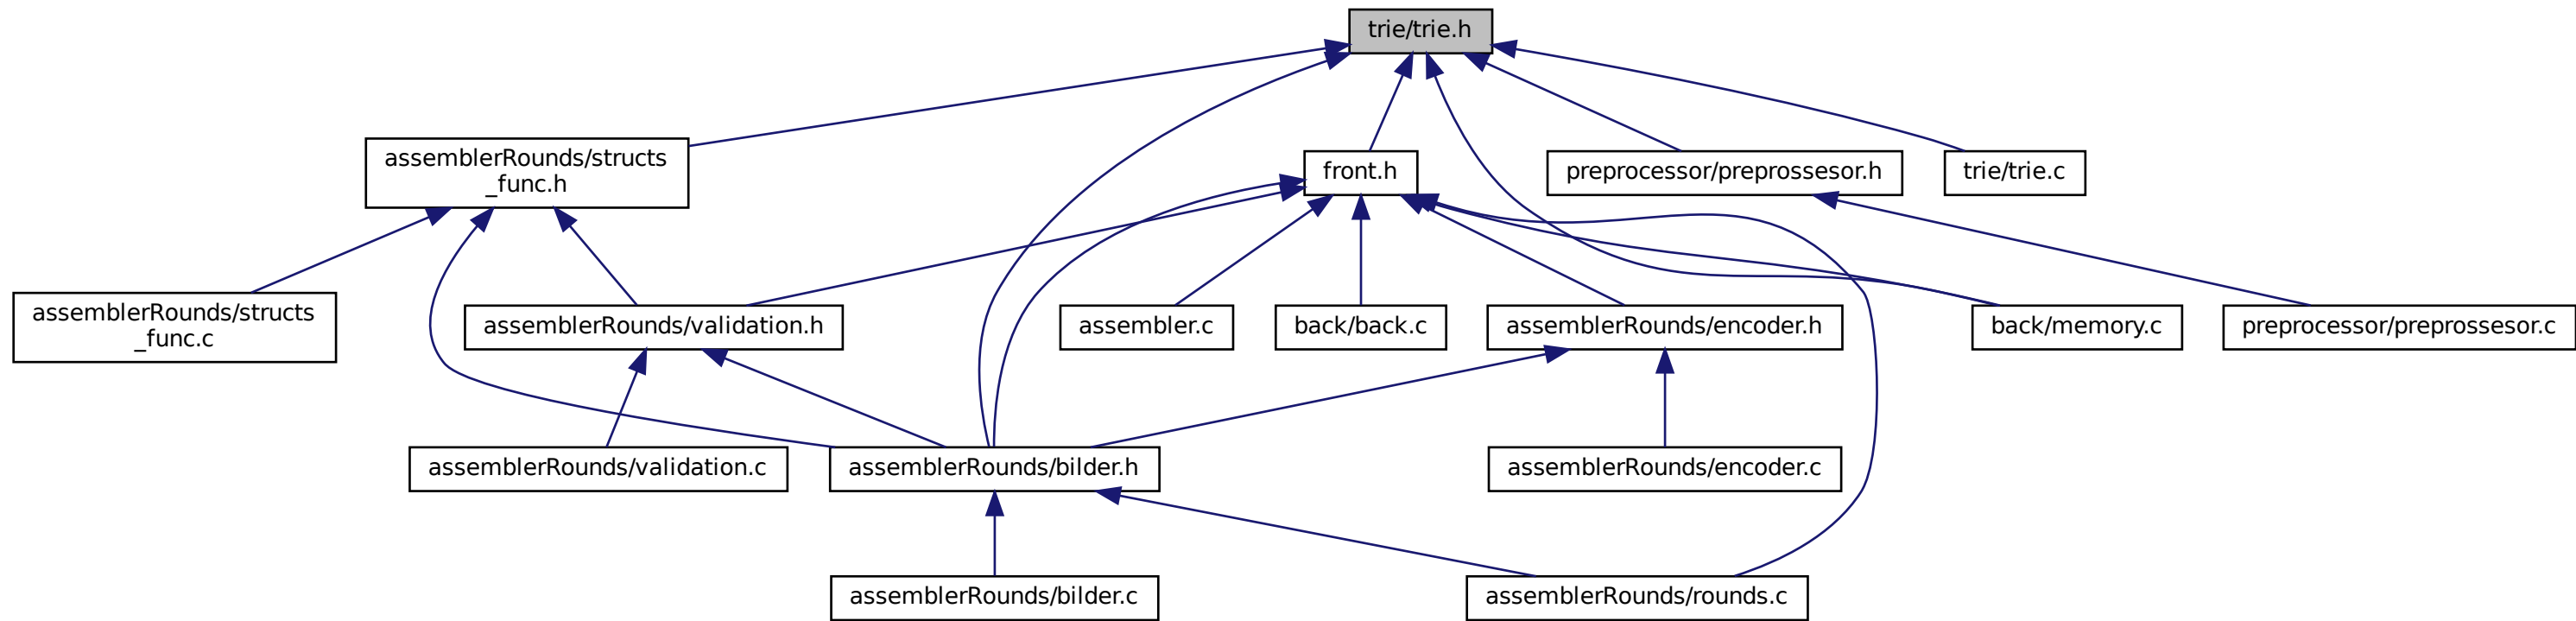 trie/trie.h
assemblerRounds/structs
_func.h
front.h
preprocessor/preprossesor.h
trie/trie.c
assemblerRounds/structs
_func.c
assemblerRounds/validation.h
assembler.c
back/back.c
assemblerRounds/encoder.h
back/memory.c
preprocessor/preprossesor.c
assemblerRounds/validation.c
assemblerRounds/bilder.h
assemblerRounds/encoder.c
assemblerRounds/bilder.c
assemblerRounds/rounds.c